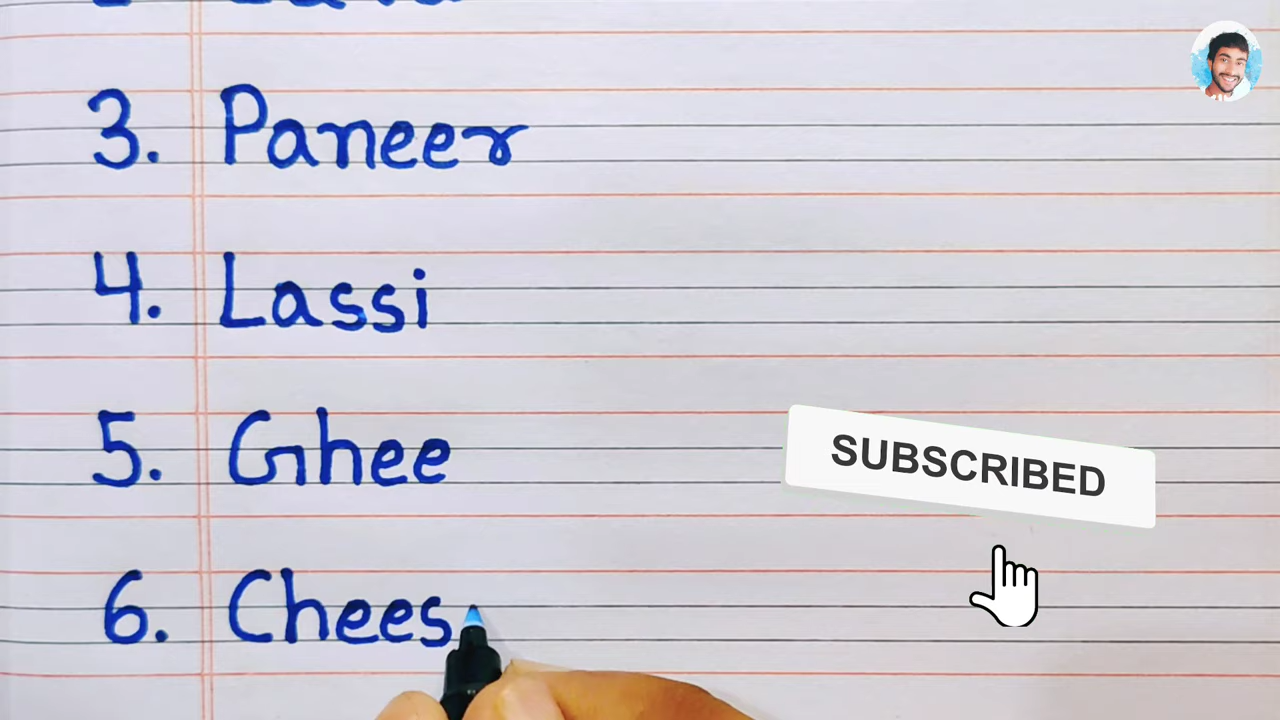 3. Paneer
4. Lassi
5. Ghee
SUBSCRIBED
6. Chees